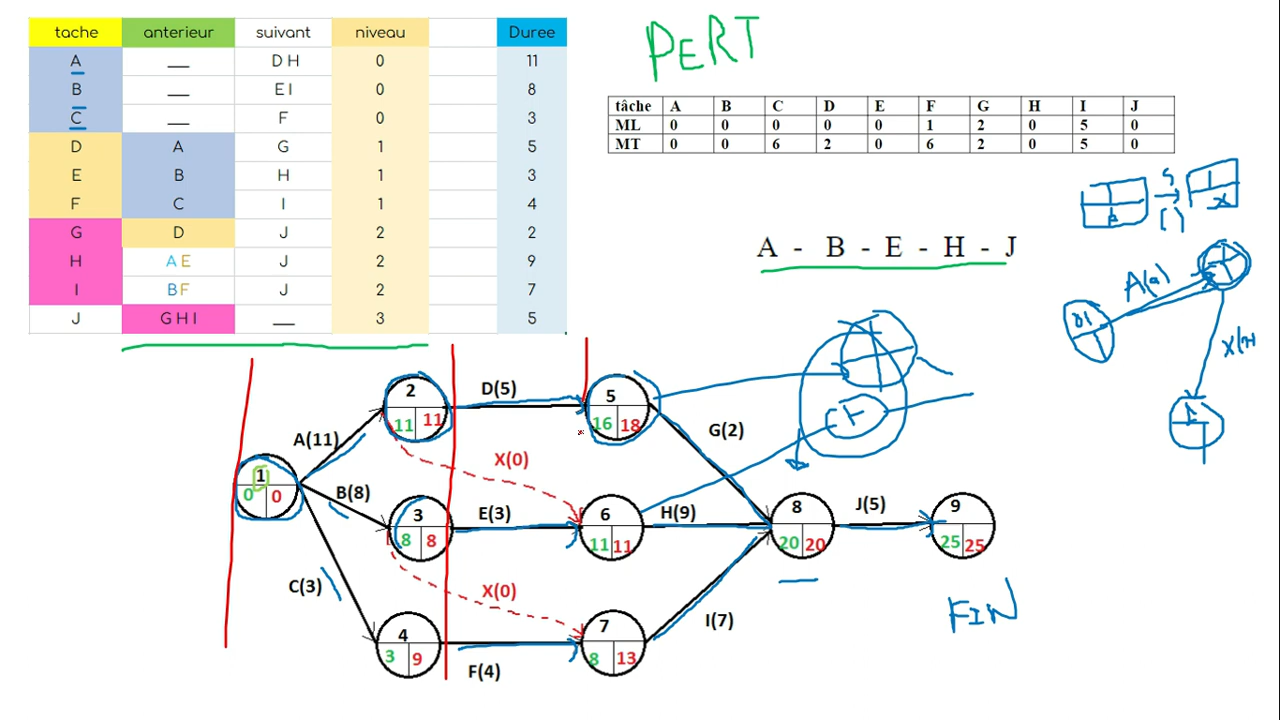 tache anterieur suivant niveau Duree
A __ D H 0 11
B __ E I 0 8
C __ F 0 3
D A G 1 5
E B H 1 3
F C I 1 4
G D J 2 2
H A E J 2 9
I B F J 2 7
J G H I __ 3 5
PERT
tâche A B C D E F G H I J
ML 0 0 0 0 0 1 2 0 5 0
MT 0 0 6 2 0 6 2 0 5 0
A - B - E - H - J
A(a)
2
11 11
D(5)
5
16 18
G(2)
A(11)
X(0)
1
0 0
B(8)
3
8 8
E(3)
6
11 11
H(9)
8
20 20
J(5)
9
25 25
C(3)
X(0)
I(7)
FIN
4
3 9
F(4)
7
8 13